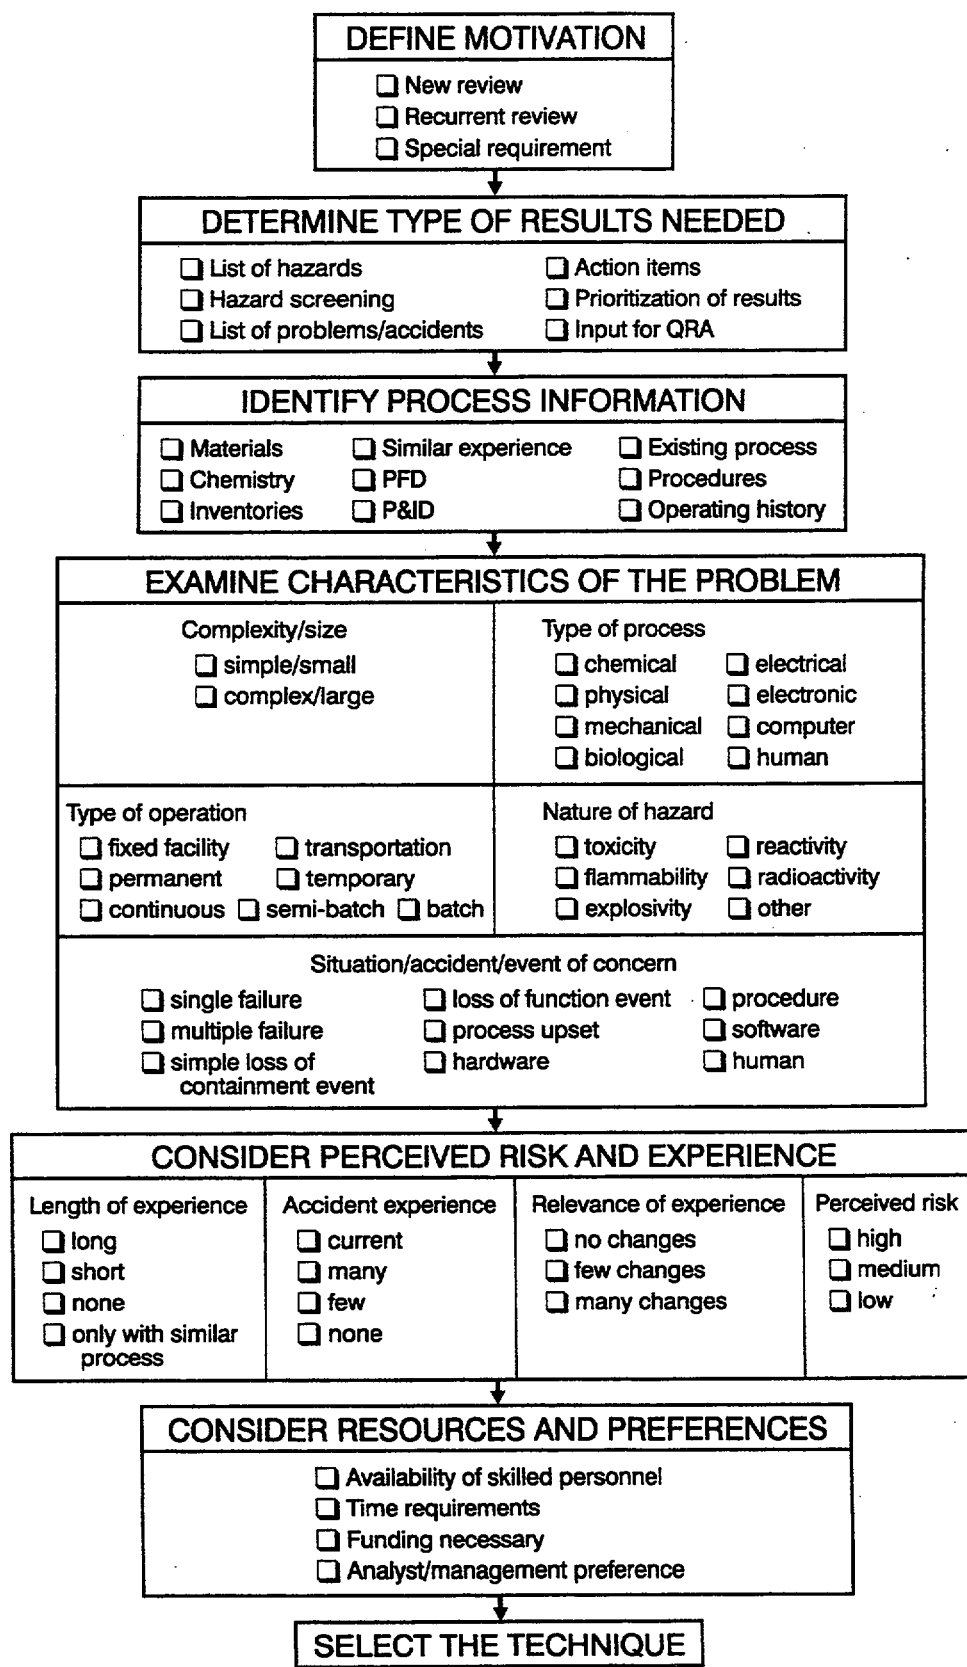 DEFINE MOTIVATION
❑ New review
❑ Recurrent review
❑ Special requirement
DETERMINE TYPE OF RESULTS NEEDED
❑ List of hazards ❑ Action items
❑ Hazard screening ❑ Prioritization of results
❑ List of problems/accidents ❑ Input for QRA
IDENTIFY PROCESS INFORMATION
❑ Materials ❑ Similar experience ❑ Existing process
❑ Chemistry ❑ PFD ❑ Procedures
❑ Inventories ❑ P&ID ❑ Operating history
EXAMINE CHARACTERISTICS OF THE PROBLEM
Complexity/size
❑ simple/small
❑ complex/large
Type of process
❑ chemical ❑ electrical
❑ physical ❑ electronic
❑ mechanical ❑ computer
❑ biological ❑ human
Type of operation
❑ fixed facility ❑ transportation
❑ permanent ❑ temporary
❑ continuous ❑ semi-batch ❑ batch
Nature of hazard
❑ toxicity ❑ reactivity
❑ flammability ❑ radioactivity
❑ explosivity ❑ other
Situation/accident/event of concern
❑ single failure ❑ loss of function event ❑ procedure
❑ multiple failure ❑ process upset ❑ software
❑ simple loss of ❑ hardware ❑ human
containment event
CONSIDER PERCEIVED RISK AND EXPERIENCE
Length of experience
❑ long
❑ short
❑ none
❑ only with similar
process
Accident experience
❑ current
❑ many
❑ few
❑ none
Relevance of experience
❑ no changes
❑ few changes
❑ many changes
Perceived risk
❑ high
❑ medium
❑ low
CONSIDER RESOURCES AND PREFERENCES
❑ Availability of skilled personnel
❑ Time requirements
❑ Funding necessary
❑ Analyst/management preference
SELECT THE TECHNIQUE